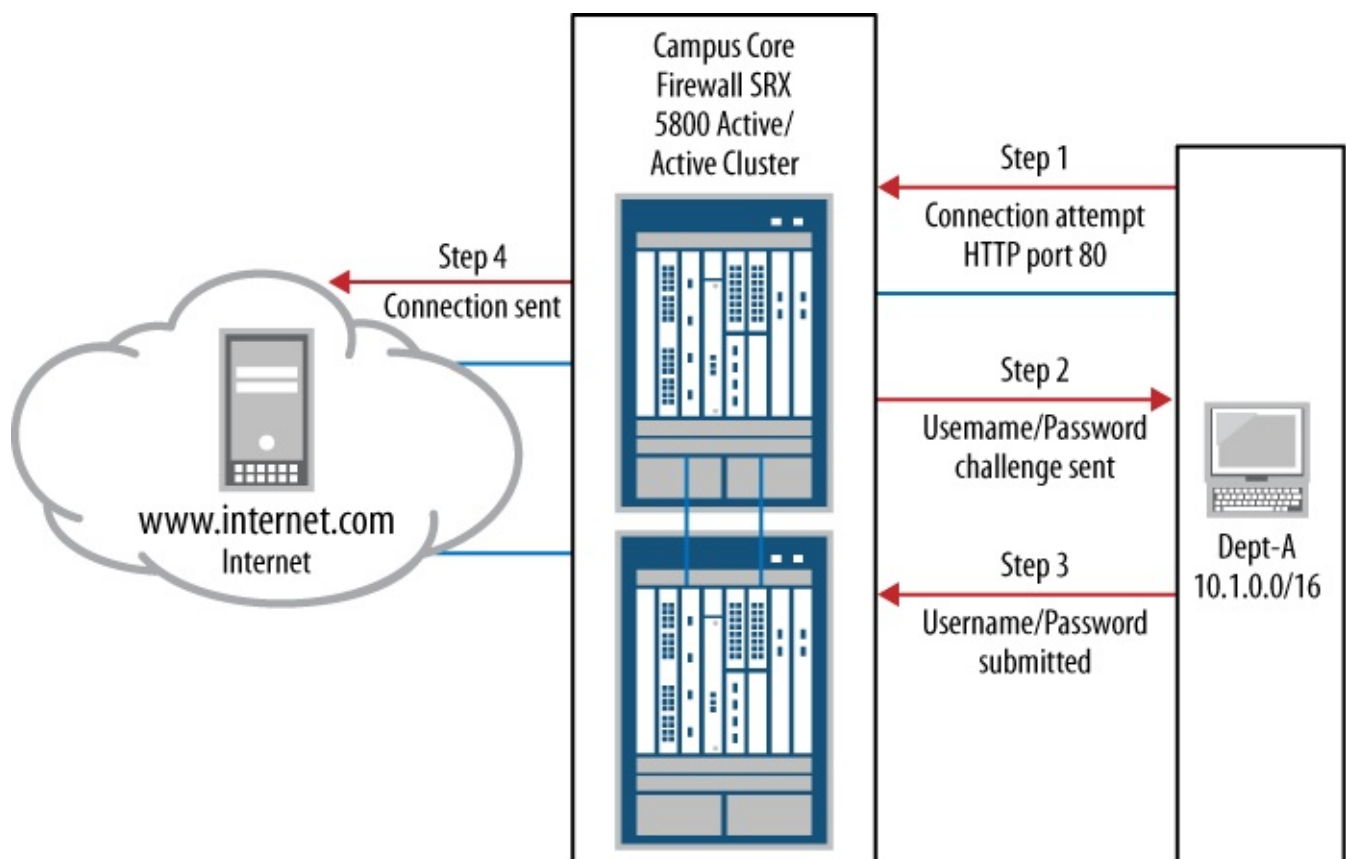 Campus Core
Firewall SRX
5800 Active/
Active Cluster
Step 1
Connection attempt
HTTP port 80
Step 4
Connection sent
Step 2
Usemame/Password
challenge sent
www.internet.com
Internet
Dept-A
10.1.0.0/16
Step 3
Username/Password
submitted